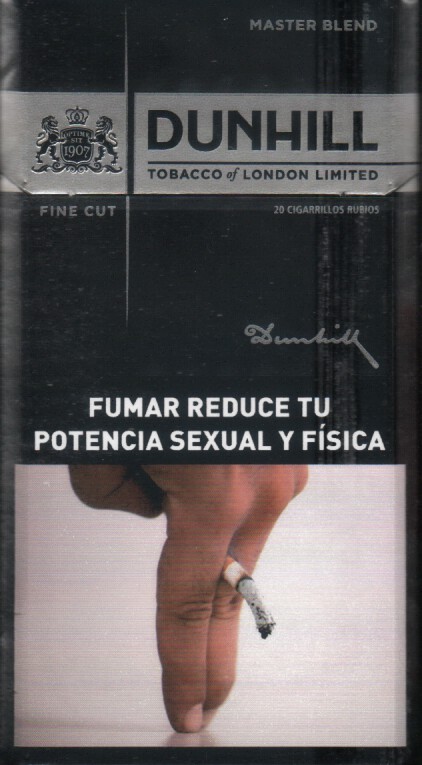 MASTER BLEND
OPTIMA
SIT
1907
DUNHILL
TOBACCO of LONDON LIMITED
FINE CUT
20 CIGARRILLOS RUBIOS
Dunhill
FUMAR REDUCE TU
POTENCIA SEXUAL Y FÍSICA